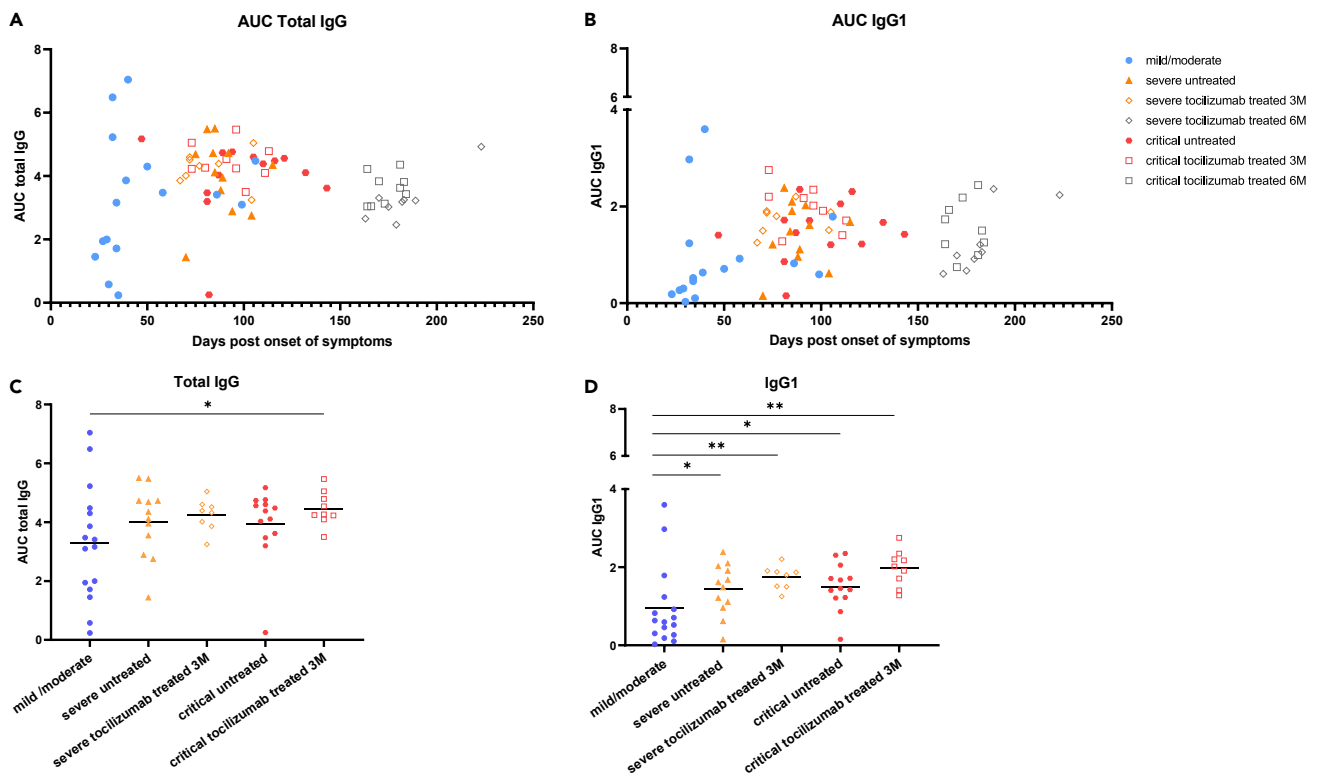 A
AUC Total IgG
8
6
4
2
0
AUC total IgG
0
50
100
150
200
250
Days post onset of symptoms
B
AUC IgG1
8
6
4
2
0
AUC IgG1
0
50
100
150
200
250
Days post onset of symptoms
mild/moderate
severe untreated
severe tocilizumab treated 3M
severe tocilizumab treated 6M
critical untreated
critical tocilizumab treated 3M
critical tocilizumab treated 6M
C
Total IgG
*
8
6
4
2
0
AUC total IgG
mild /moderate
severe untreated
severe tocilizumab treated 3M
critical untreated
critical tocilizumab treated 3M
D
IgG1
**
*
**
*
8
6
4
2
0
AUC IgG1
mild/moderate
severe untreated
severe tocilizumab treated 3M
critical untreated
critical tocilizumab treated 3M